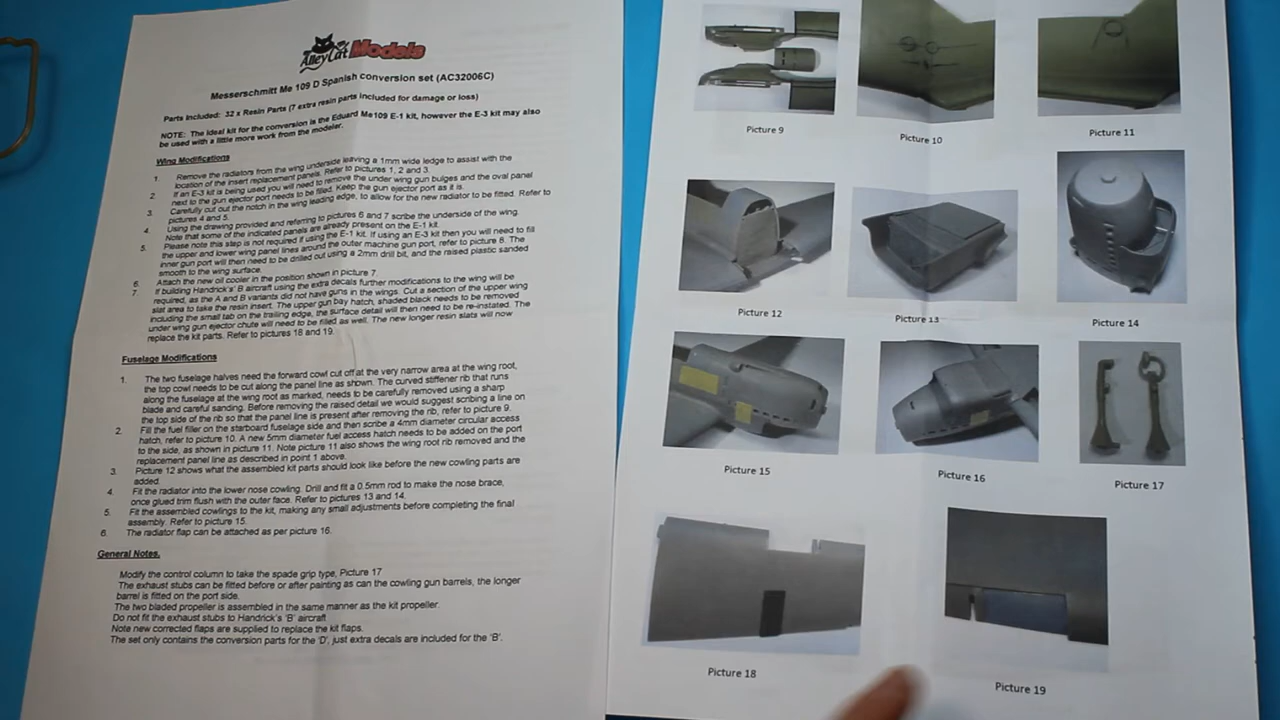 AlleyCat Models
Messerschmitt Me 109 D Spanish conversion set (AC32006C)
Parts Included: 32 x Resin Parts (7 extra resin parts included for damage or loss)
NOTE: The ideal kit for the conversion is the Eduard Me109 E-1 kit, however the E-3 kit may also
be used with a little more work from the modeler.
Wing Modifications
1. Remove the radiators from the wing underside leaving a 1mm wide ledge to assist with the
location of the insert replacement panels. Refer to pictures 1, 2 and 3.
2. If an E-3 kit is being used you will need to remove the under wing gun bulges and the oval panel
next to the gun ejector port needs to be filled. Keep the gun ejector port as it is.
3. Carefully cut out the notch in the wing leading edge, to allow for the new radiator to be fitted. Refer to
pictures 4 and 5.
4. Using the drawing provided and referring to pictures 6 and 7 scribe the underside of the wing.
Note that some of the indicated panels are already present on the E-1 kit.
5. Please note this step is not required if using the E-1 kit. If using an E-3 kit then you will need to fill
the upper and lower wing panel lines around the outer machine gun port, refer to picture 8. The
inner gun port will then need to be drilled out using a 2mm drill bit, and the raised plastic sanded
smooth to the wing surface.
6. Attach the new oil cooler in the position shown in picture 7.
7. If building Handrick's' B aircraft using the extra decals further modifications to the wing will be
required, as the A and B variants did not have guns in the wings. Cut a section of the upper wing
slat area to take the resin insert. The upper gun bay hatch, shaded black needs to be removed
including the small tab on the trailing edge, the surface detail will then need to be re-instated. The
under wing gun ejector chute will need to be filled as well. The new longer resin slats will now
replace the kit parts. Refer to pictures 18 and 19.
Fuselage Modifications
1. The two fuselage halves need the forward cowl cut off at the very narrow area at the wing root,
the top cowl needs to be cut along the panel line as shown. The curved stiffener rib that runs
along the fuselage at the wing root as marked, needs to be carefully removed using a sharp
blade and careful sanding. Before removing the raised detail we would suggest scribing a line on
the top side of the rib so that the panel line is present after removing the rib, refer to picture 9.
2. Fill the fuel filler on the starboard fuselage side and then scribe a 4mm diameter circular access
hatch, refer to picture 10. A new 5mm diameter fuel access hatch needs to be added on the port
to the side, as shown in picture 11. Note picture 11 also shows the wing root rib removed and the
replacement panel line as described in point 1 above.
3. Picture 12 shows what the assembled kit parts should look like before the new cowling parts are
added.
4. Fit the radiator into the lower nose cowling. Drill and fit a 0.5mm rod to make the nose brace,
once glued trim flush with the outer face. Refer to pictures 13 and 14.
5. Fit the assembled cowlings to the kit, making any small adjustments before completing the final
assembly. Refer to picture 15.
6. The radiator flap can be attached as per picture 16.
General Notes.
Modify the control column to take the spade grip type, Picture 17
The exhaust stubs can be fitted before or after painting as can the cowling gun barrels, the longer
barrel is fitted on the port side.
The two bladed propeller is assembled in the same manner as the kit propeller.
Do not fit the exhaust stubs to Handrick's 'B' aircraft
Note new corrected flaps are supplied to replace the kit flaps.
The set only contains the conversion parts for the 'D', just extra decals are included for the 'B'.
Picture 9
Picture 10
Picture 11
Picture 12
Picture 13
Picture 14
Picture 15
Picture 16
Picture 17
Picture 18
Picture 19